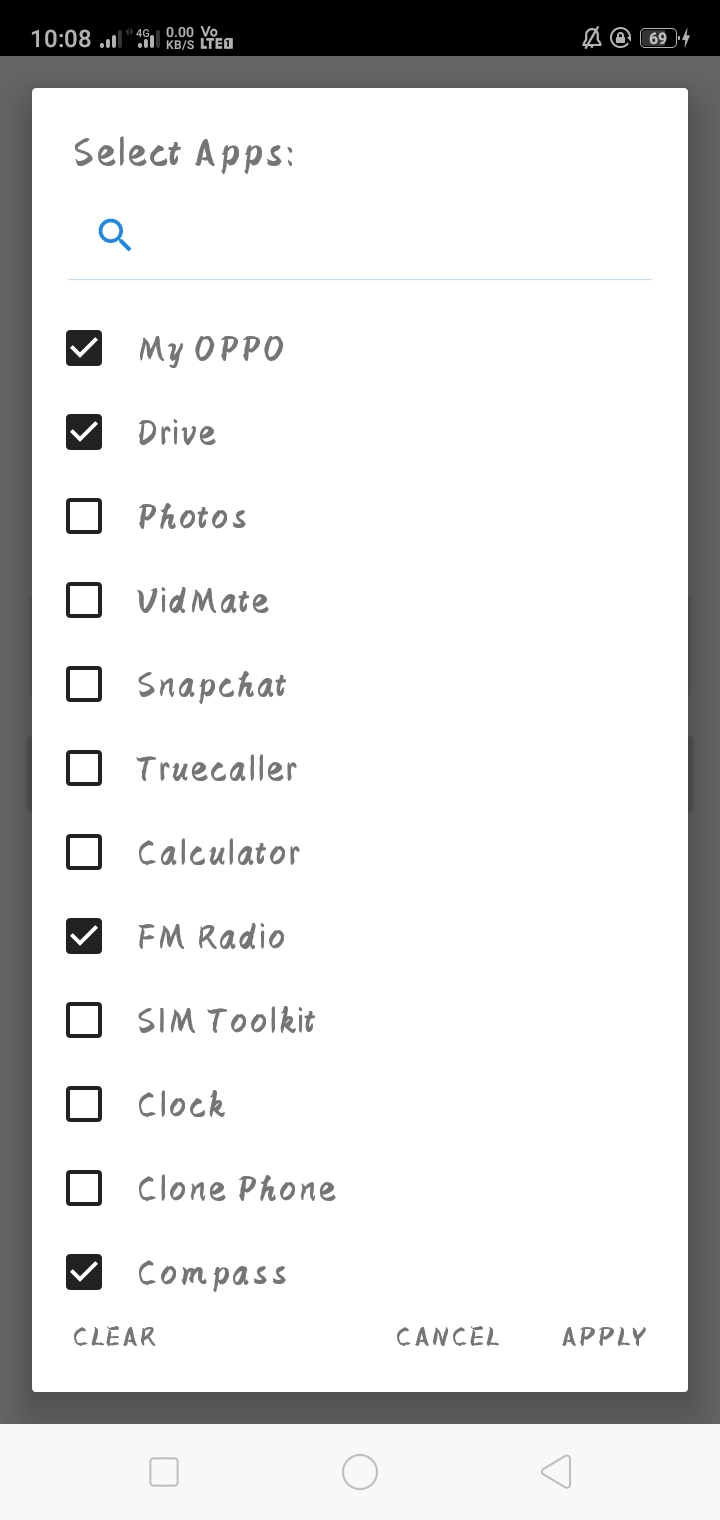 10:08 4G 0.00 KB/S Vo LTE1 69
Select Apps:
My OPPO
Drive
Photos
VidMate
Snapchat
Truecaller
Calculator
FM Radio
SIM Toolkit
Clock
Clone Phone
Compass
CLEAR CANCEL APPLY